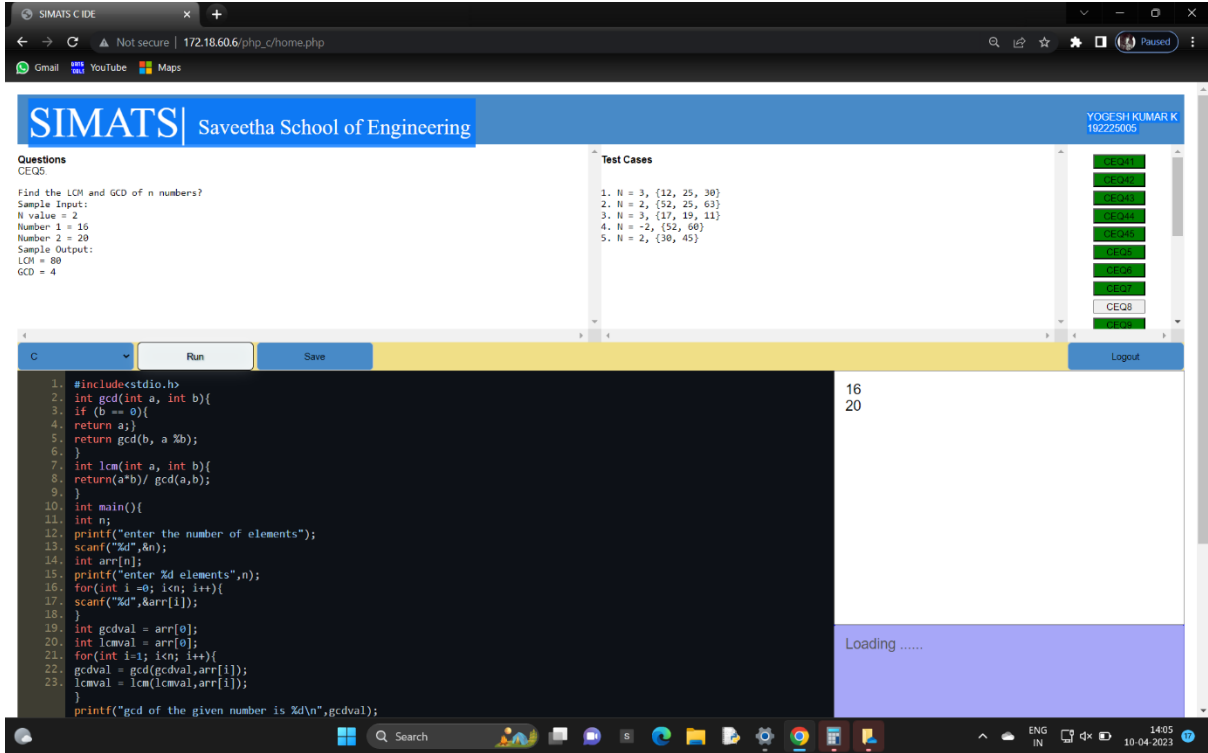 SIMATS C IDE
Not secure | 172.18.60.6/php_c/home.php
Paused
Gmail YouTube Maps
SIMATS| Saveetha School of Engineering
YOGESH KUMAR K
192225005
Questions
CEQ5
Find the LCM and GCD of n numbers?
Sample Input:
N value = 2
Number 1 = 16
Number 2 = 20
Sample Output:
LCM = 80
GCD = 4
Test Cases
1. N = 3, {12, 25, 30}
2. N = 2, {52, 25, 63}
3. N = 3, {17, 19, 11}
4. N = -2, {52, 60}
5. N = 2, {30, 45}
CEQ41
CEQ42
CEQ43
CEQ44
CEQ45
CEQ5
CEQ6
CEQ7
CEQ8
CEQ9
C Run Save Logout
1. #include<stdio.h>
2. int gcd(int a, int b){
3. if (b == 0){
4. return a;}
5. return gcd(b, a %b);
6. }
7. int lcm(int a, int b){
8. return(a*b)/ gcd(a,b);
9. }
10. int main(){
11. int n;
12. printf("enter the number of elements");
13. scanf("%d",&n);
14. int arr[n];
15. printf("enter %d elements",n);
16. for(int i =0; i<n; i++){
17. scanf("%d",&arr[i]);
18. }
19. int gcdval = arr[0];
20. int lcmval = arr[0];
21. for(int i=1; i<n; i++){
22. gcdval = gcd(gcdval,arr[i]);
23. lcmval = lcm(lcmval,arr[i]);
}
printf("gcd of the given number is %d\n",gcdval);
16
20
Loading ......
Search
ENG
IN
14:05
10-04-2023
17